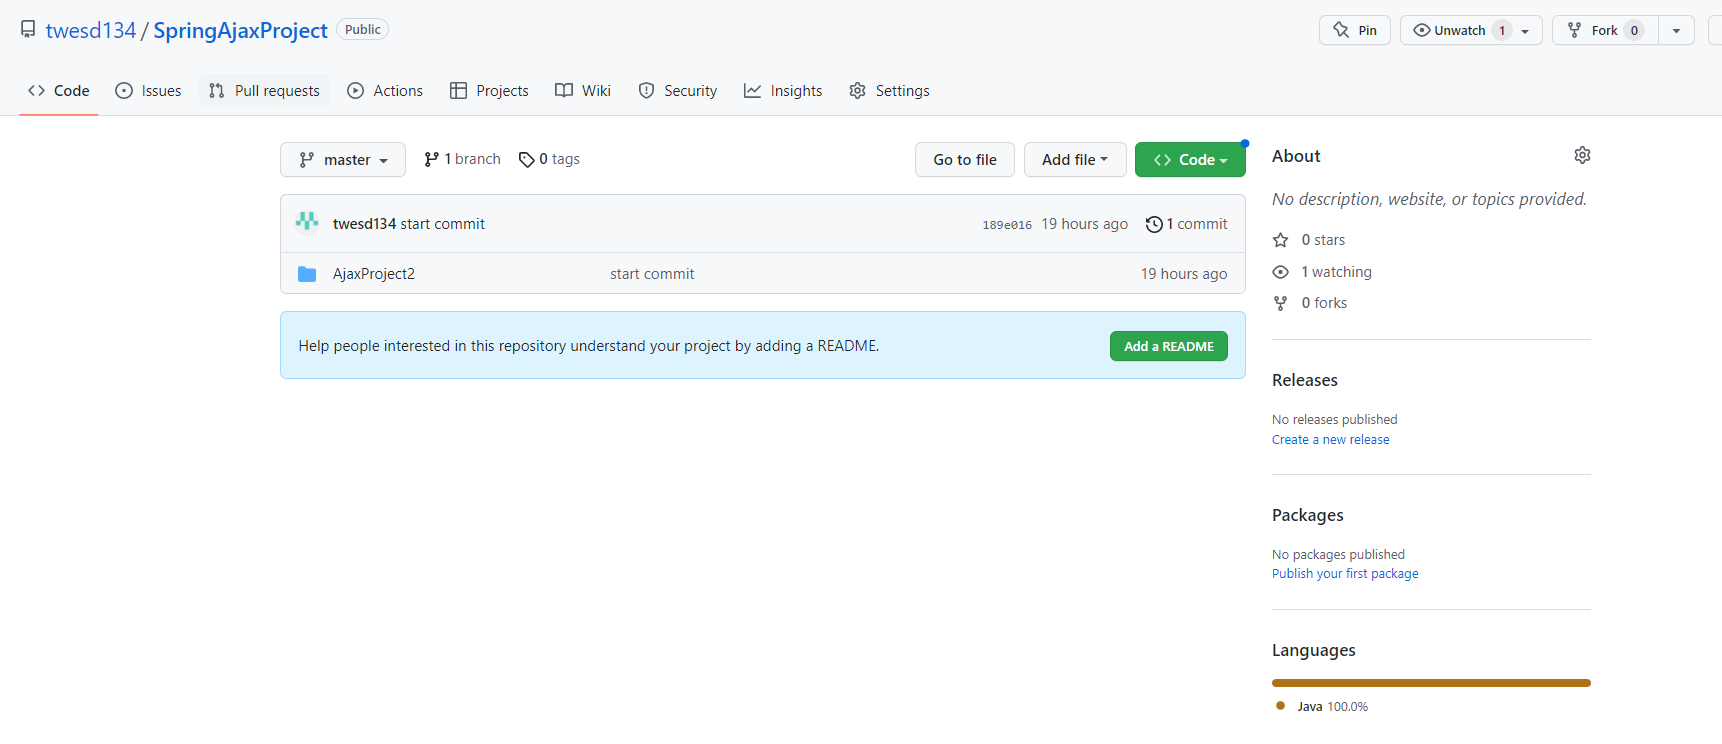 twesd134 / SpringAjaxProject Public
Pin Unwatch 1 Fork 0
Code Issues Pull requests Actions Projects Wiki Security Insights Settings
master 1 branch 0 tags Go to file Add file Code
twesd134 start commit 189e016 19 hours ago 1 commit
AjaxProject2 start commit 19 hours ago
Help people interested in this repository understand your project by adding a README. Add a README
About
No description, website, or topics provided.
0 stars
1 watching
0 forks
Releases
No releases published
Create a new release
Packages
No packages published
Publish your first package
Languages
Java 100.0%